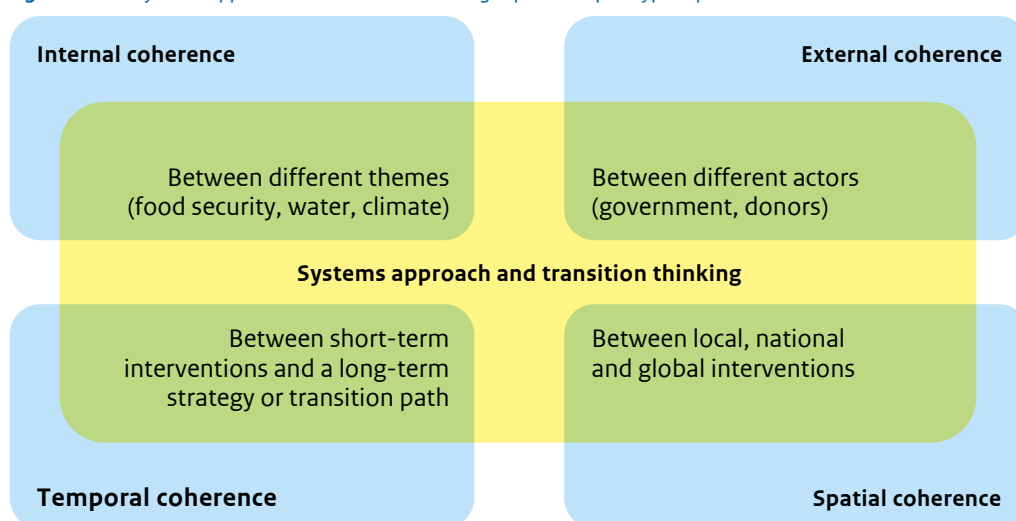 Internal coherence
External coherence
Between different themes
(food security, water, climate)
Between different actors
(government, donors)
Systems approach and transition thinking
Between short-term
interventions and a long-term
strategy or transition path
Between local, national
and global interventions
Temporal coherence
Spatial coherence